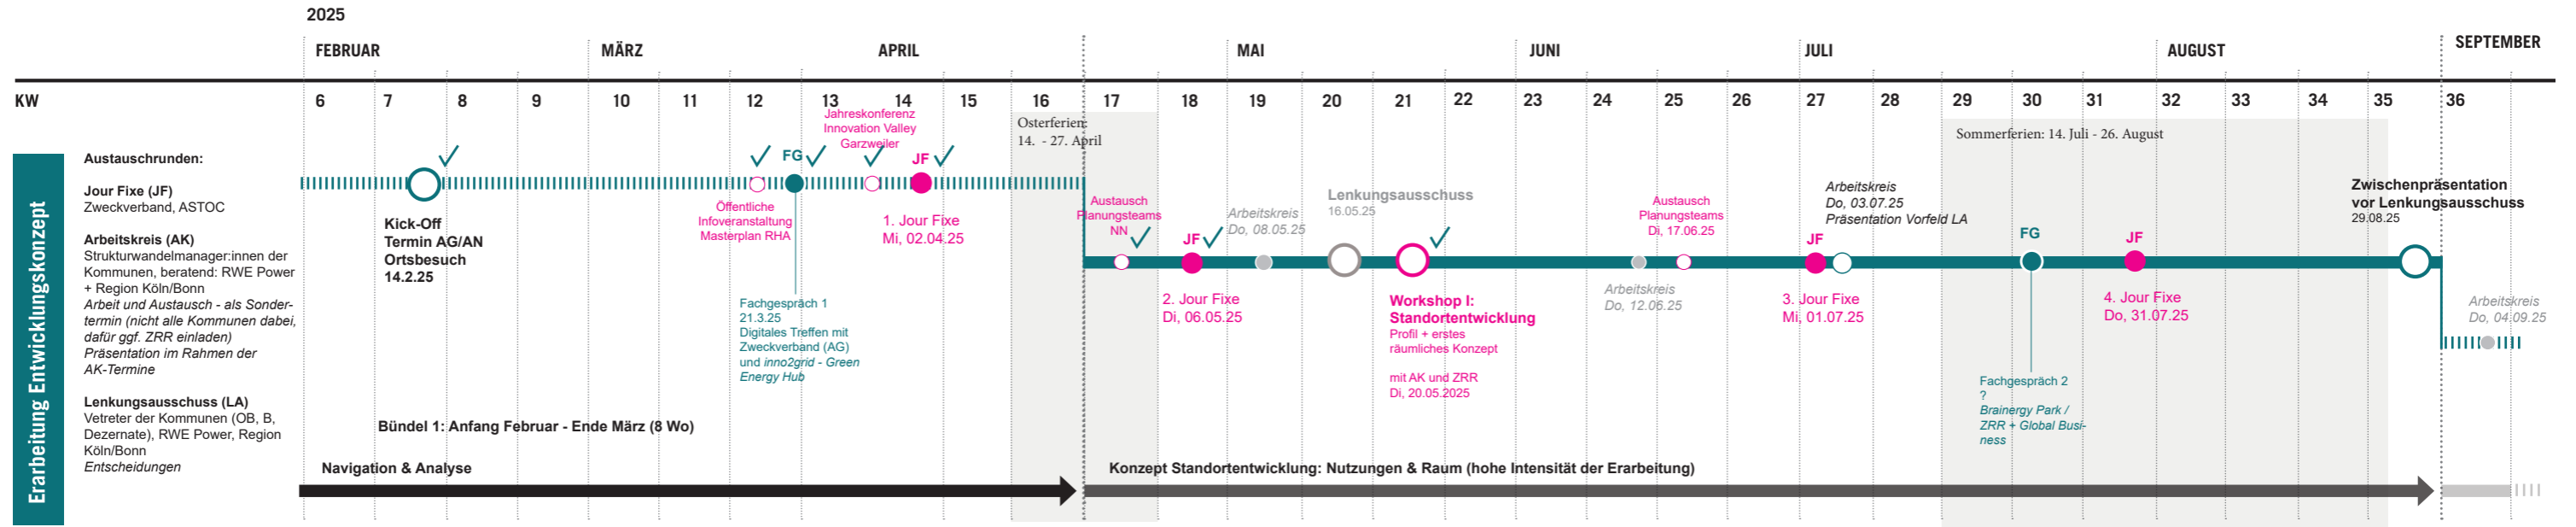 2025
FEBRUAR MÄRZ APRIL MAI JUNI JULI AUGUST SEPTEMBER
KW 6 7 8 9 10 11 12 13 14 15 16 17 18 19 20 21 22 23 24 25 26 27 28 29 30 31 32 33 34 35 36
Erarbeitung Entwicklungskonzept
Austauschrunden:
Jour Fixe (JF)
Zweckverband, ASTOC
Arbeitskreis (AK)
Strukturwandelmanager:innen der
Kommunen, beratend: RWE Power
+ Region Köln/Bonn
Arbeit und Austausch - als Sonder-
termin (nicht alle Kommunen dabei,
dafür ggf. ZRR einladen)
Präsentation im Rahmen der
AK-Termine
Lenkungsausschuss (LA)
Vetreter der Kommunen (OB, B,
Dezernate), RWE Power, Region
Köln/Bonn
Entscheidungen
Kick-Off
Termin AG/AN
Ortsbesuch
14.2.25
Öffentliche
Infoveranstaltung
Masterplan RHA
FG
Fachgespräch 1
21.3.25
Digitales Treffen mit
Zweckverband (AG)
und inno2grid - Green
Energy Hub
Jahreskonferenz
Innovation Valley
Garzweiler
JF
1. Jour Fixe
Mi, 02.04.25
Osterferien:
14. - 27. April
Austausch
Planungsteams
NN
JF
2. Jour Fixe
Di, 06.05.25
Arbeitskreis
Do, 08.05.25
Lenkungsausschuss
16.05.25
Workshop I:
Standortentwicklung
Profil + erstes
räumliches Konzept
mit AK und ZRR
Di, 20.05.2025
Arbeitskreis
Do, 12.06.25
Austausch
Planungsteams
Di, 17.06.25
JF
3. Jour Fixe
Mi, 01.07.25
Arbeitskreis
Do, 03.07.25
Präsentation Vorfeld LA
Sommerferien: 14. Juli - 26. August
FG
Fachgespräch 2
?
Brainergy Park /
ZRR + Global Busi-
ness
JF
4. Jour Fixe
Do, 31.07.25
Zwischenpräsentation
vor Lenkungsausschuss
29.08.25
Arbeitskreis
Do, 04.09.25
Bündel 1: Anfang Februar - Ende März (8 Wo)
Navigation & Analyse
Konzept Standortentwicklung: Nutzungen & Raum (hohe Intensität der Erarbeitung)